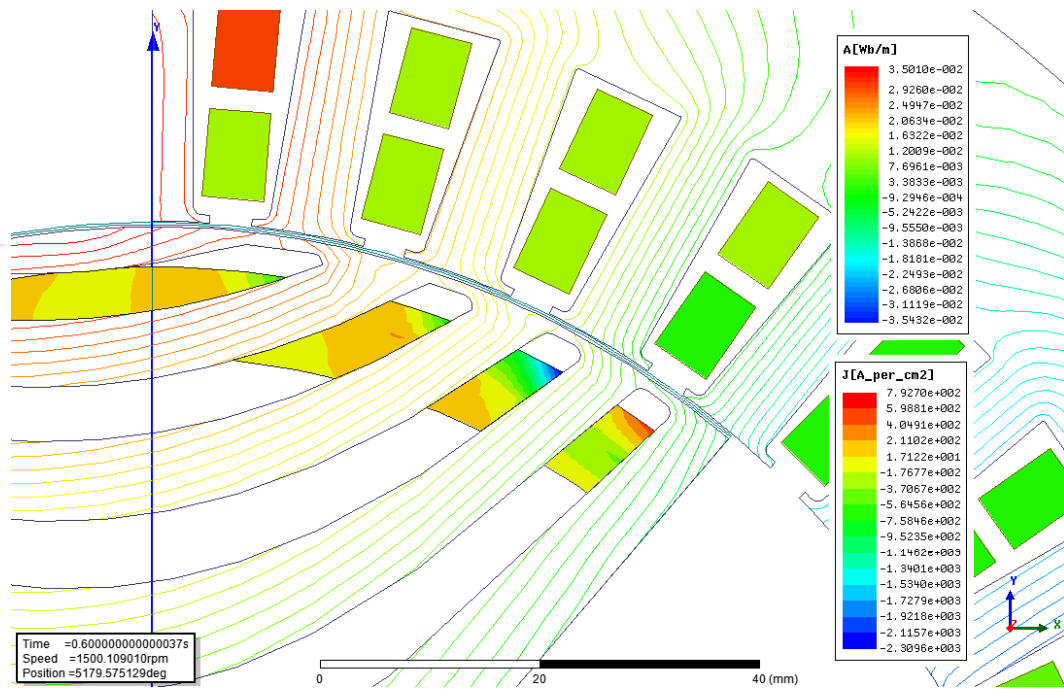 Y
A[Wb/m]
3.5010e-002
2.9260e-002
2.4947e-002
2.0634e-002
1.6322e-002
1.2009e-002
7.6961e-003
3.3833e-003
-9.2946e-004
-5.2422e-003
-9.5550e-003
-1.3868e-002
-1.8181e-002
-2.2493e-002
-2.6806e-002
-3.1119e-002
-3.5432e-002
J[A_per_cm2]
7.9270e+002
5.9881e+002
4.0491e+002
2.1102e+002
1.7122e+001
-1.7677e+002
-3.7067e+002
-5.6456e+002
-7.5846e+002
-9.5235e+002
-1.1462e+003
-1.3401e+003
-1.5340e+003
-1.7279e+003
-1.9218e+003
-2.1157e+003
-2.3096e+003
Y
Z
X
Time =0.600000000000037s
Speed =1500.109010rpm
Position =5179.575129deg
0 20 40 (mm)